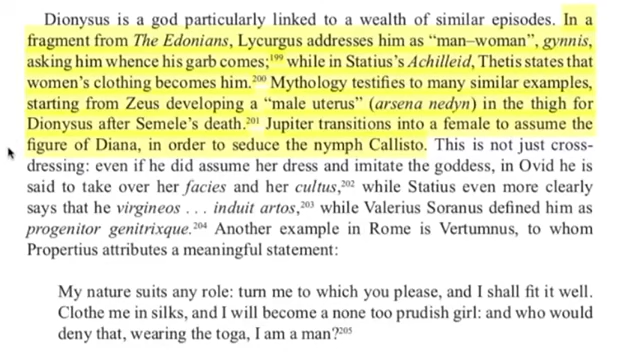 Dionysus is a god particularly linked to a wealth of similar episodes. In a
fragment from The Edonians, Lycurgus addresses him as “man–woman”, gynnis,
asking him whence his garb comes;¹⁹⁹ while in Statius’s Achilleid, Thetis states that
women’s clothing becomes him.²⁰⁰ Mythology testifies to many similar examples,
starting from Zeus developing a “male uterus” (arsena nedyn) in the thigh for
Dionysus after Semele’s death.²⁰¹ Jupiter transitions into a female to assume the
figure of Diana, in order to seduce the nymph Callisto. This is not just cross-
dressing: even if he did assume her dress and imitate the goddess, in Ovid he is
said to take over her facies and her cultus,²⁰² while Statius even more clearly
says that he virgineos . . . induit artos,²⁰³ while Valerius Soranus defined him as
progenitor genitrixque.²⁰⁴ Another example in Rome is Vertumnus, to whom
Propertius attributes a meaningful statement:
My nature suits any role: turn me to which you please, and I shall fit it well.
Clothe me in silks, and I will become a none too prudish girl: and who would
deny that, wearing the toga, I am a man?²⁰⁵